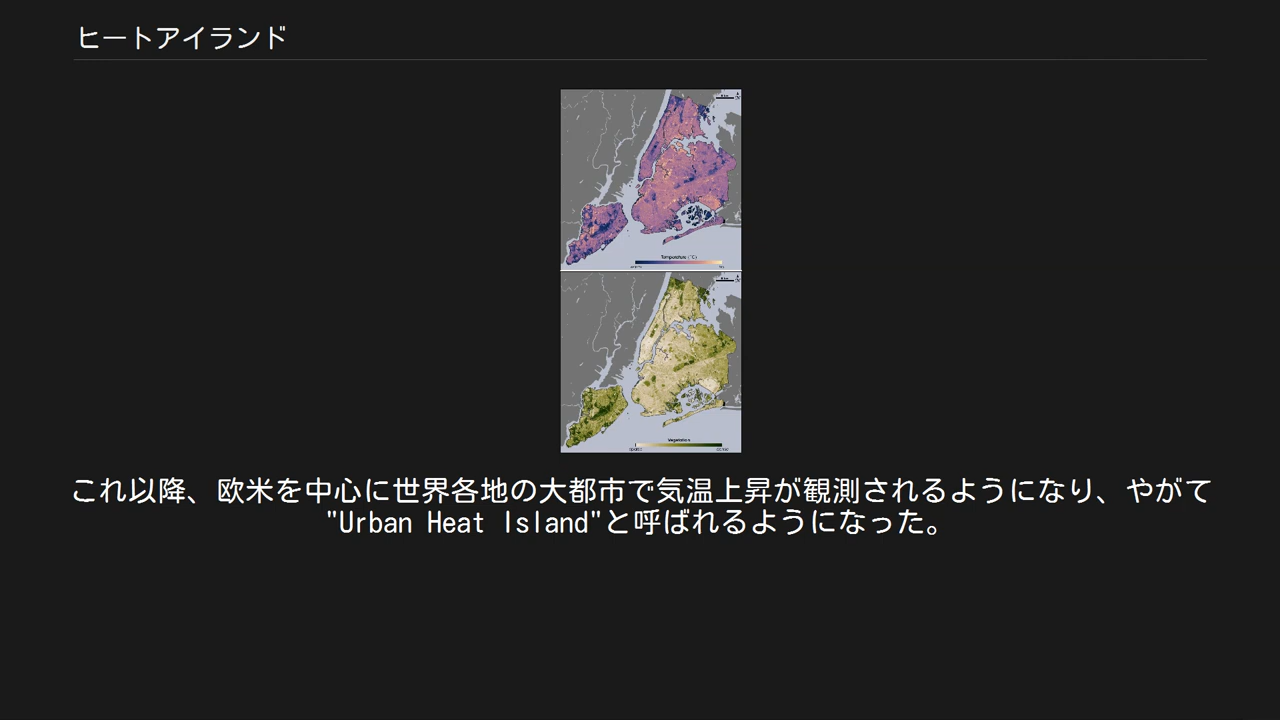 ヒートアイランド
Temperature (°C)
Vegetation
これ以降、欧米を中心に世界各地の大都市で気温上昇が観測されるようになり、やがて
"Urban Heat Island"と呼ばれるようになった。